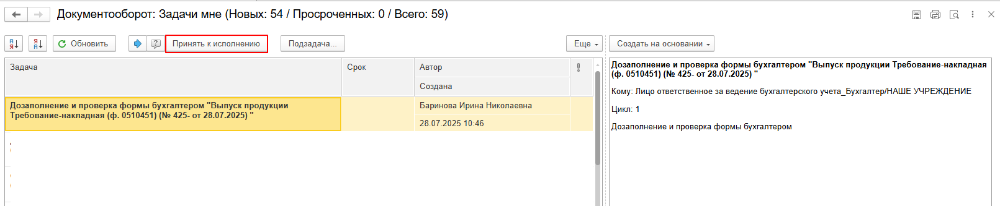 Документооборот: Задачи мне (Новых: 54 / Просроченных: 0 / Всего: 59)
Обновить
Принять к исполнению
Подзадача...
Еще
Создать на основании
Задача
Срок
Автор
Создана
Дозаполнение и проверка формы бухгалтером "Выпуск продукции
Требование-накладная (ф. 0510451) (№ 425- от 28.07.2025) "
Баринова Ирина Николаевна
28.07.2025 10:46
Дозаполнение и проверка формы бухгалтером "Выпуск продукции Требование-накладная
(ф. 0510451) (№ 425- от 28.07.2025) "
Кому: Лицо ответственное за ведение бухгалтерского учета_Бухгалтер/НАШЕ УЧРЕЖДЕНИЕ
Цикл: 1
Дозаполнение и проверка формы бухгалтером